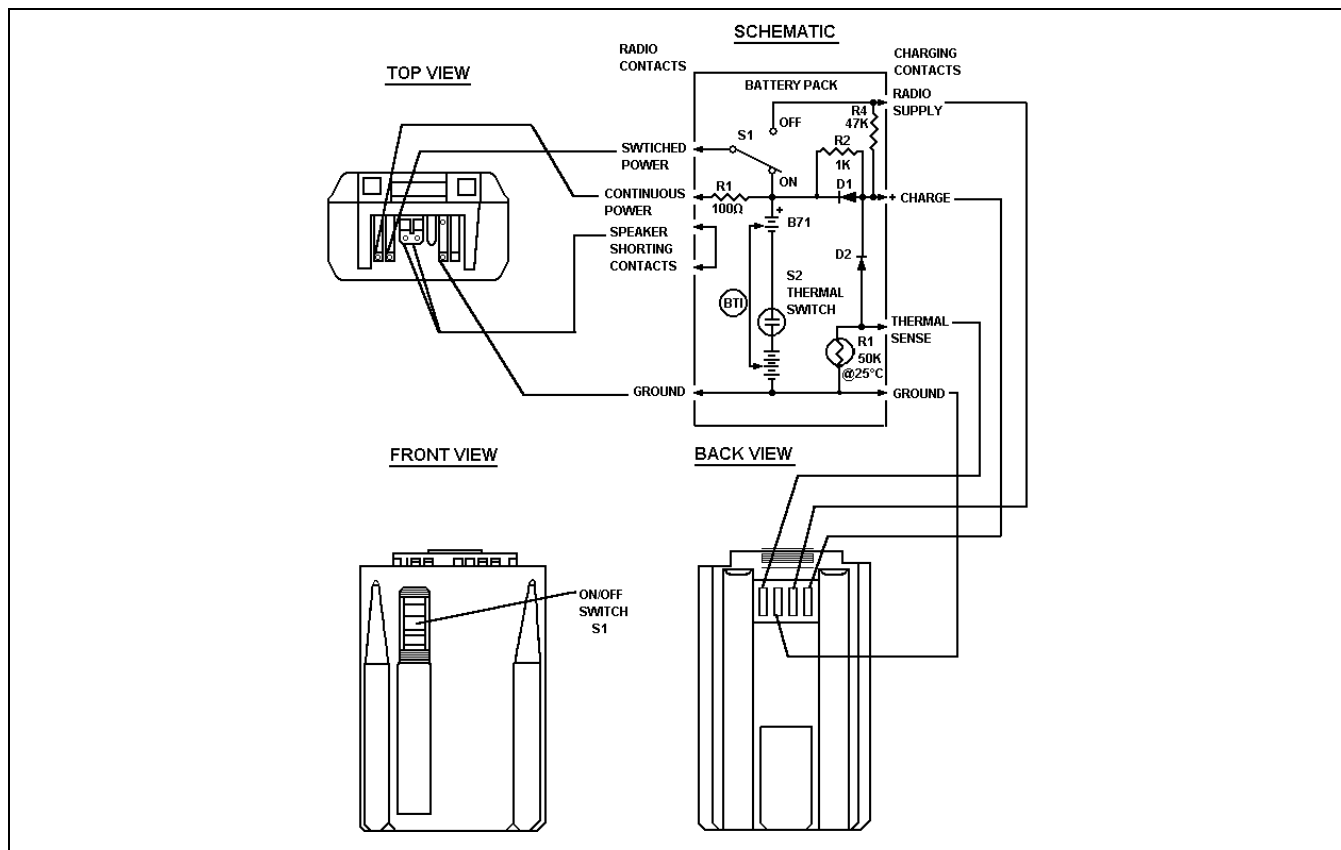 SCHEMATIC
RADIO
CONTACTS
CHARGING
CONTACTS
TOP VIEW
BATTERY PACK
RADIO
SUPPLY
R4
47K
OFF
S1
R2
1K
SWTICHED
POWER
ON
D1
R1
100Ω
CONTINUOUS
POWER
+ CHARGE
+
B71
SPEAKER
SHORTING
CONTACTS
D2
S2
THERMAL
SWITCH
BTI
THERMAL
SENSE
R1
50K
@25°C
GROUND
GROUND
FRONT VIEW
BACK VIEW
ON/OFF
SWITCH
S1